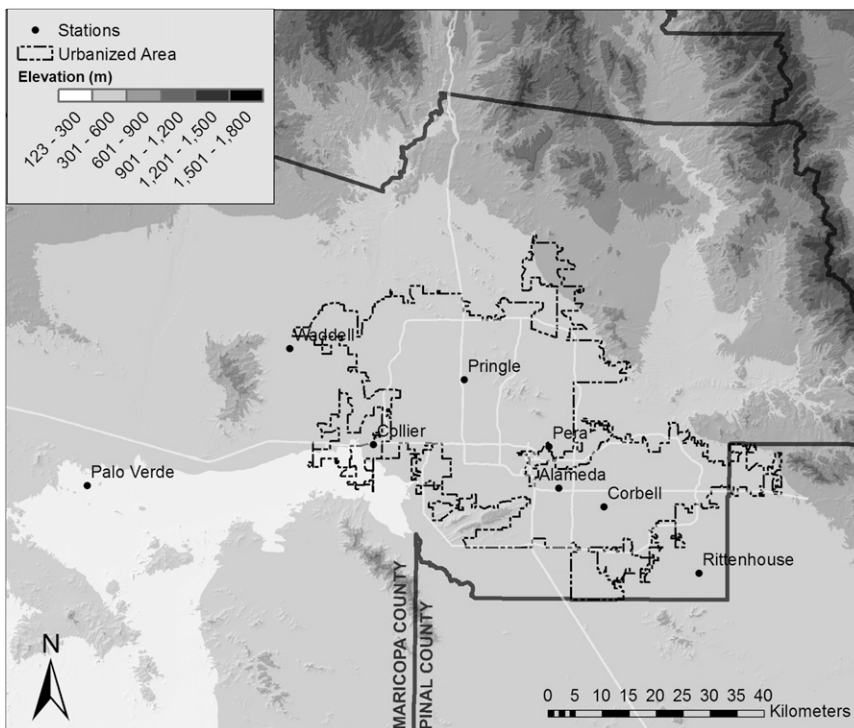 Stations
Urbanized Area
Elevation (m)
123 - 300
301 - 600
601 - 900
901 - 1,200
1,201 - 1,500
1,501 - 1,800
Waddell
Pringle
Collier
Pera
Palo Verde
Alameda
Corbell
Rittenhouse
MARICOPA COUNTY
PINAL COUNTY
N
0 5 10 15 20 25 30 35 40
Kilometers